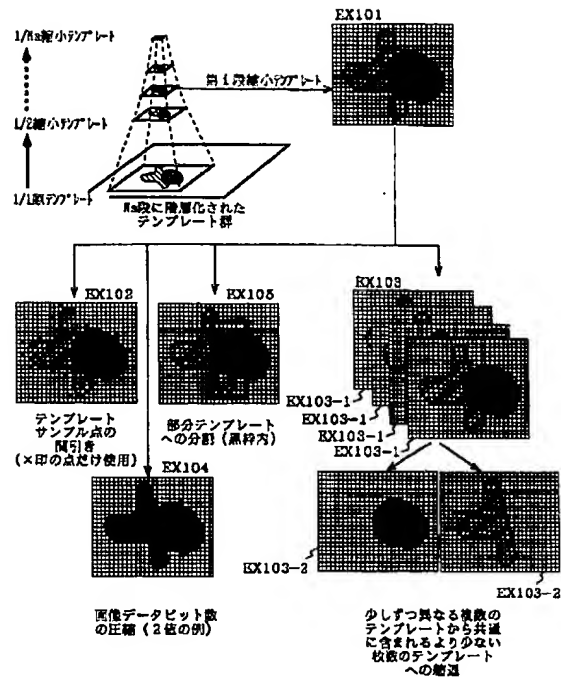 EX101
1/Ma縮小テンプレート
第i段縮小テンプレート
1/2縮小テンプレート
1/1原テンプレート
Ma段に階層化された
テンプレート群
EX102
EX105
EX103
テンプレート
サンプル点の
間引き
(×印の点だけ使用)
部分テンプレート
への分割(黒枠内)
EX103-1
EX103-1
EX103-1
EX103-1
EX104
EX103-2
EX103-2
画像データビット数
の圧縮(2値の例)
少しずつ異なる複数の
テンプレートから共通
に含まれるより少ない
枚数のテンプレート
への縮退